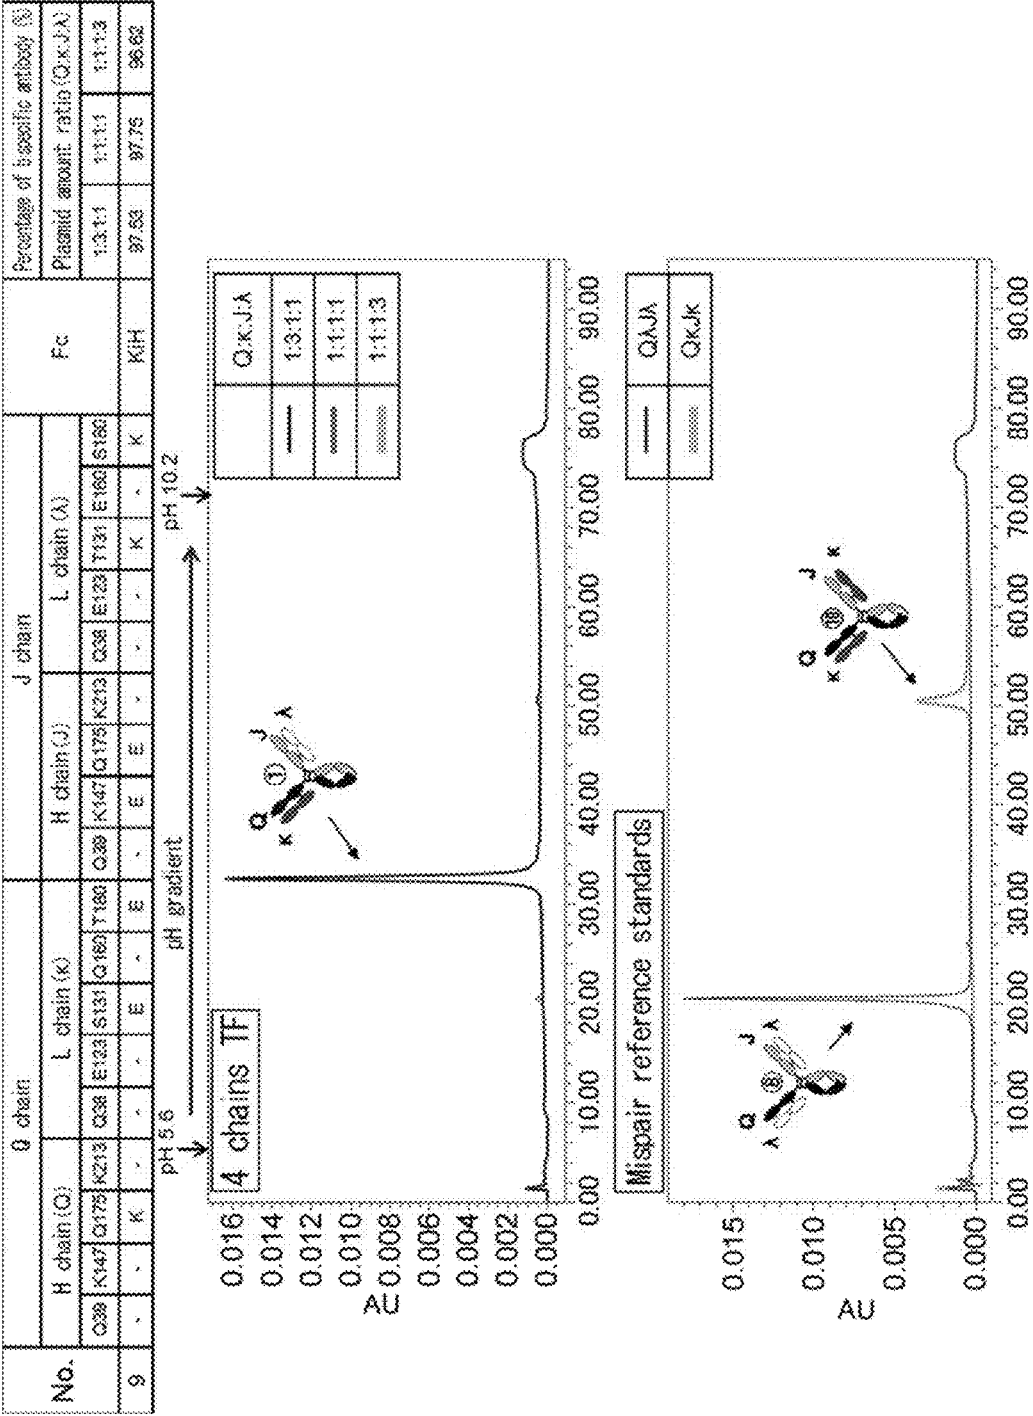 No. Q chain J chain Fc Percentage of bispecific antibody (%)
H chain (Q) L chain (κ) H chain (J) L chain (λ) Plasmid amount ratio (Q:κ:J:λ)
Q39 K147 Q175 K213 Q38 E123 S131 Q160 T180 Q39 K147 Q175 K213 Q38 E123 T131 E160 S180 1:3:1:1 1:1:1:1 1:1:1:3
9 - - K - - - E - E - E E - - - K - K KiH 97.53 97.75 96.62
pH 5.6 pH gradient pH 10.2
4 chains TF
Q:κ:J:λ
1:3:1:1
1:1:1:1
1:1:1:3
Q J
κ ① λ
0.016
0.014
0.012
0.010
0.008
0.006
0.004
0.002
0.000
AU
0.00 10.00 20.00 30.00 40.00 50.00 60.00 70.00 80.00 90.00
Mispair reference standards
QλJλ
QκJκ
Q J
λ ⑧ λ
Q J
κ ⑩ κ
0.015
0.010
0.005
0.000
AU
0.00 10.00 20.00 30.00 40.00 50.00 60.00 70.00 80.00 90.00